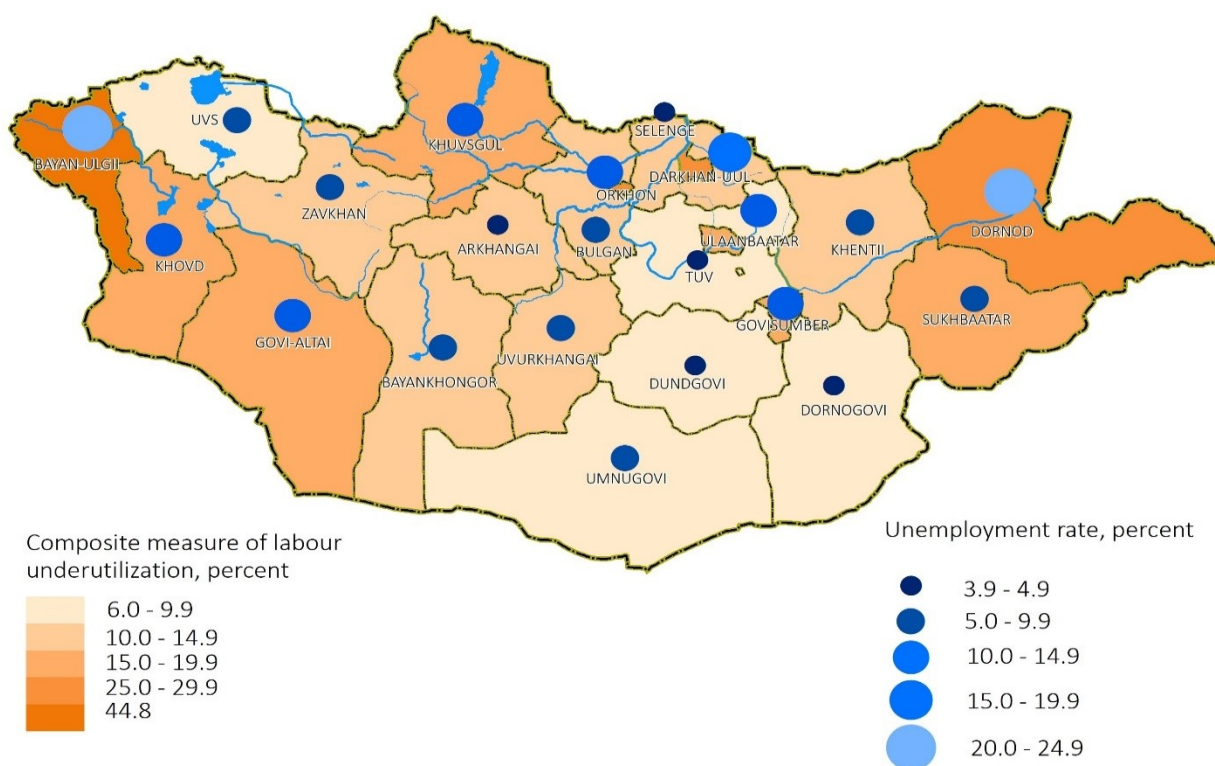 UVS
SELENGE
BAYAN-ULGII
KHUVSGUL
DARKHAN-UUL
ORKHON
DORNOD
ZAVKHAN
ARKHANGAI
BULGAN
ULAANBAATAR
KHENTII
KHOVD
TUV
SUKHBAATAR
GOVISUMBER
GOVI-ALTAI
UVURKHANGAI
BAYANKHONGOR
DUNDGOVI
DORNOGOVI
UMNUGOVI
Composite measure of labour
underutilization, percent
6.0 - 9.9
10.0 - 14.9
15.0 - 19.9
25.0 - 29.9
44.8
Unemployment rate, percent
3.9 - 4.9
5.0 - 9.9
10.0 - 14.9
15.0 - 19.9
20.0 - 24.9